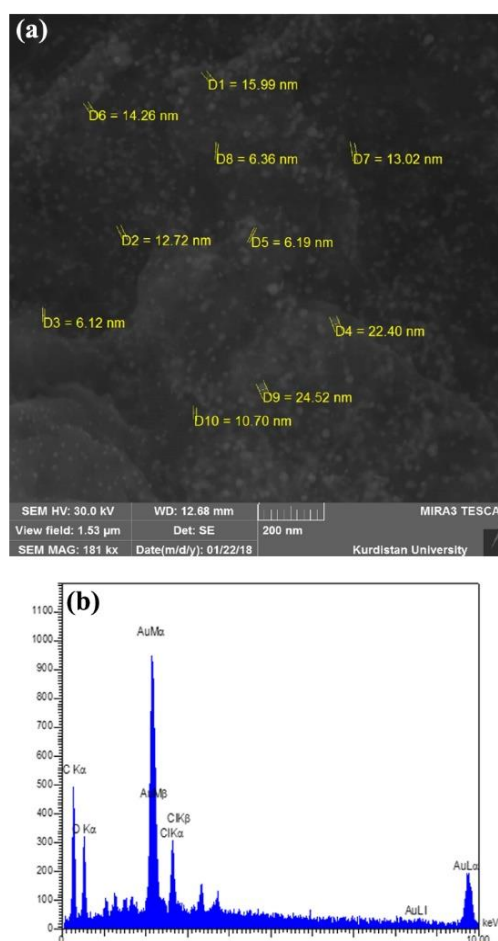 (a)
D1 = 15.99 nm
D6 = 14.26 nm
D8 = 6.36 nm
D7 = 13.02 nm
D2 = 12.72 nm
D5 = 6.19 nm
D3 = 6.12 nm
D4 = 22.40 nm
D9 = 24.52 nm
D10 = 10.70 nm
SEM HV: 30.0 kV WD: 12.68 mm MIRA3 TESCA
View field: 1.53 µm Det: SE 200 nm
SEM MAG: 181 kx Date(m/d/y): 01/22/18 Kurdistan University
(b)
1100
1000
900
800
700
600
500
400
300
200
100
0
AuMα
C Kα
O Kα
ClKβ
ClKα
AuLα
AuLl
keV
0
10.00